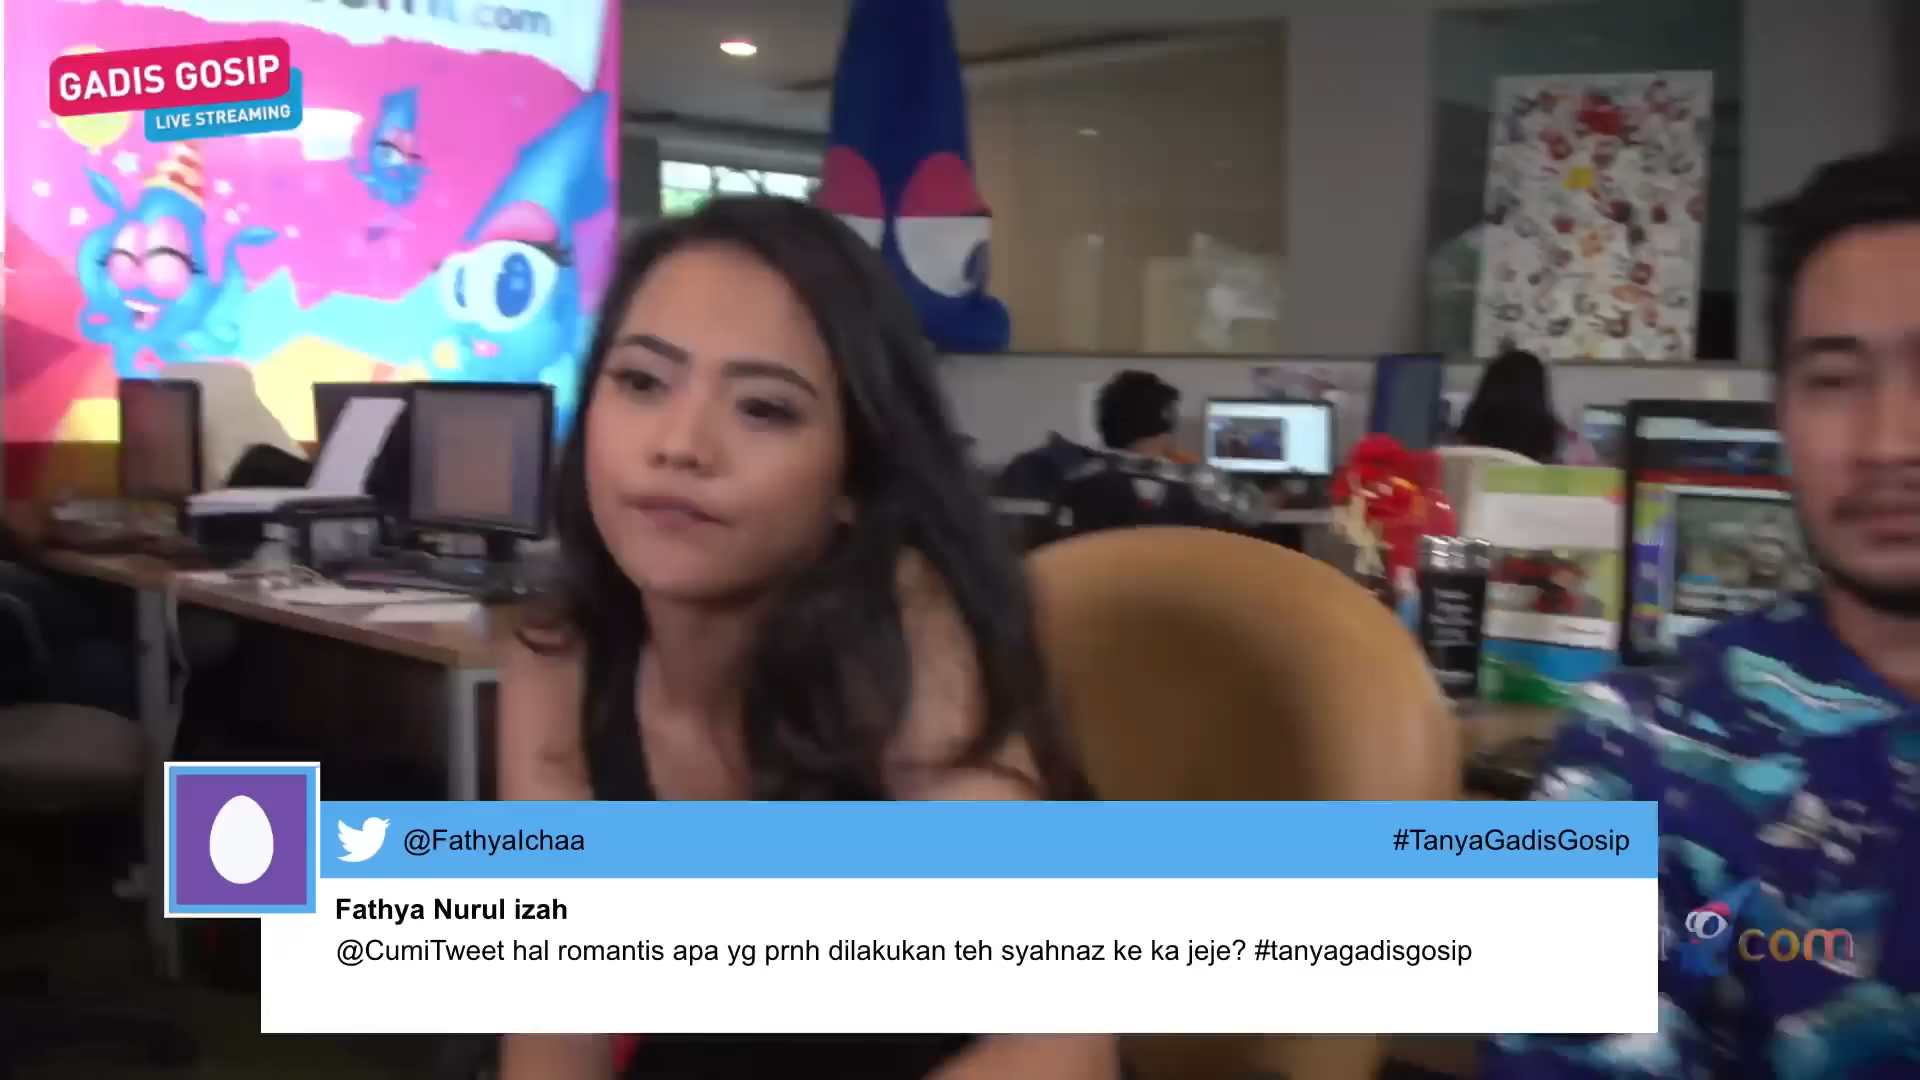 .com
GADIS GOSIP
LIVE STREAMING
@FathyaIchaa
#TanyaGadisGosip
Fathya Nurul izah
@CumiTweet hal romantis apa yg prnh dilakukan teh syahnaz ke ka jeje? #tanyagadisgosip
com